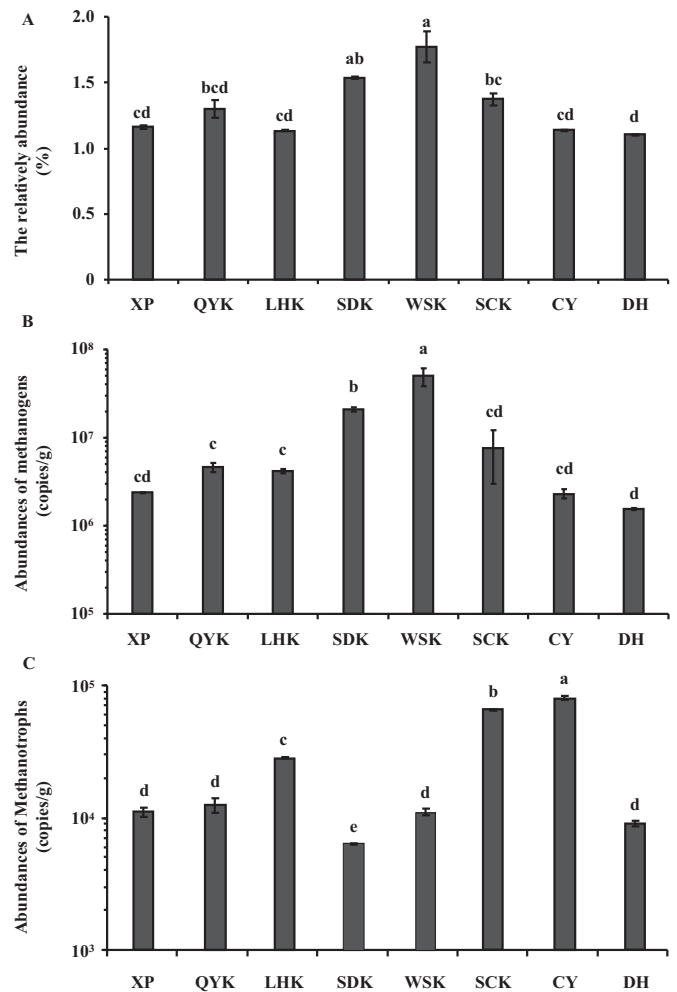 A
The relatively abundance
(%)
2.0
1.5
1.0
0.5
0
cd
bcd
cd
ab
a
bc
cd
d
XP QYK LHK SDK WSK SCK CY DH
B
Abundances of methanogens
(copies/g)
10⁸
10⁷
10⁶
10⁵
cd
c
c
b
a
cd
cd
d
XP QYK LHK SDK WSK SCK CY DH
C
Abundances of Methanotrophs
(copies/g)
10⁵
10⁴
10³
d
d
c
e
d
b
a
d
XP QYK LHK SDK WSK SCK CY DH